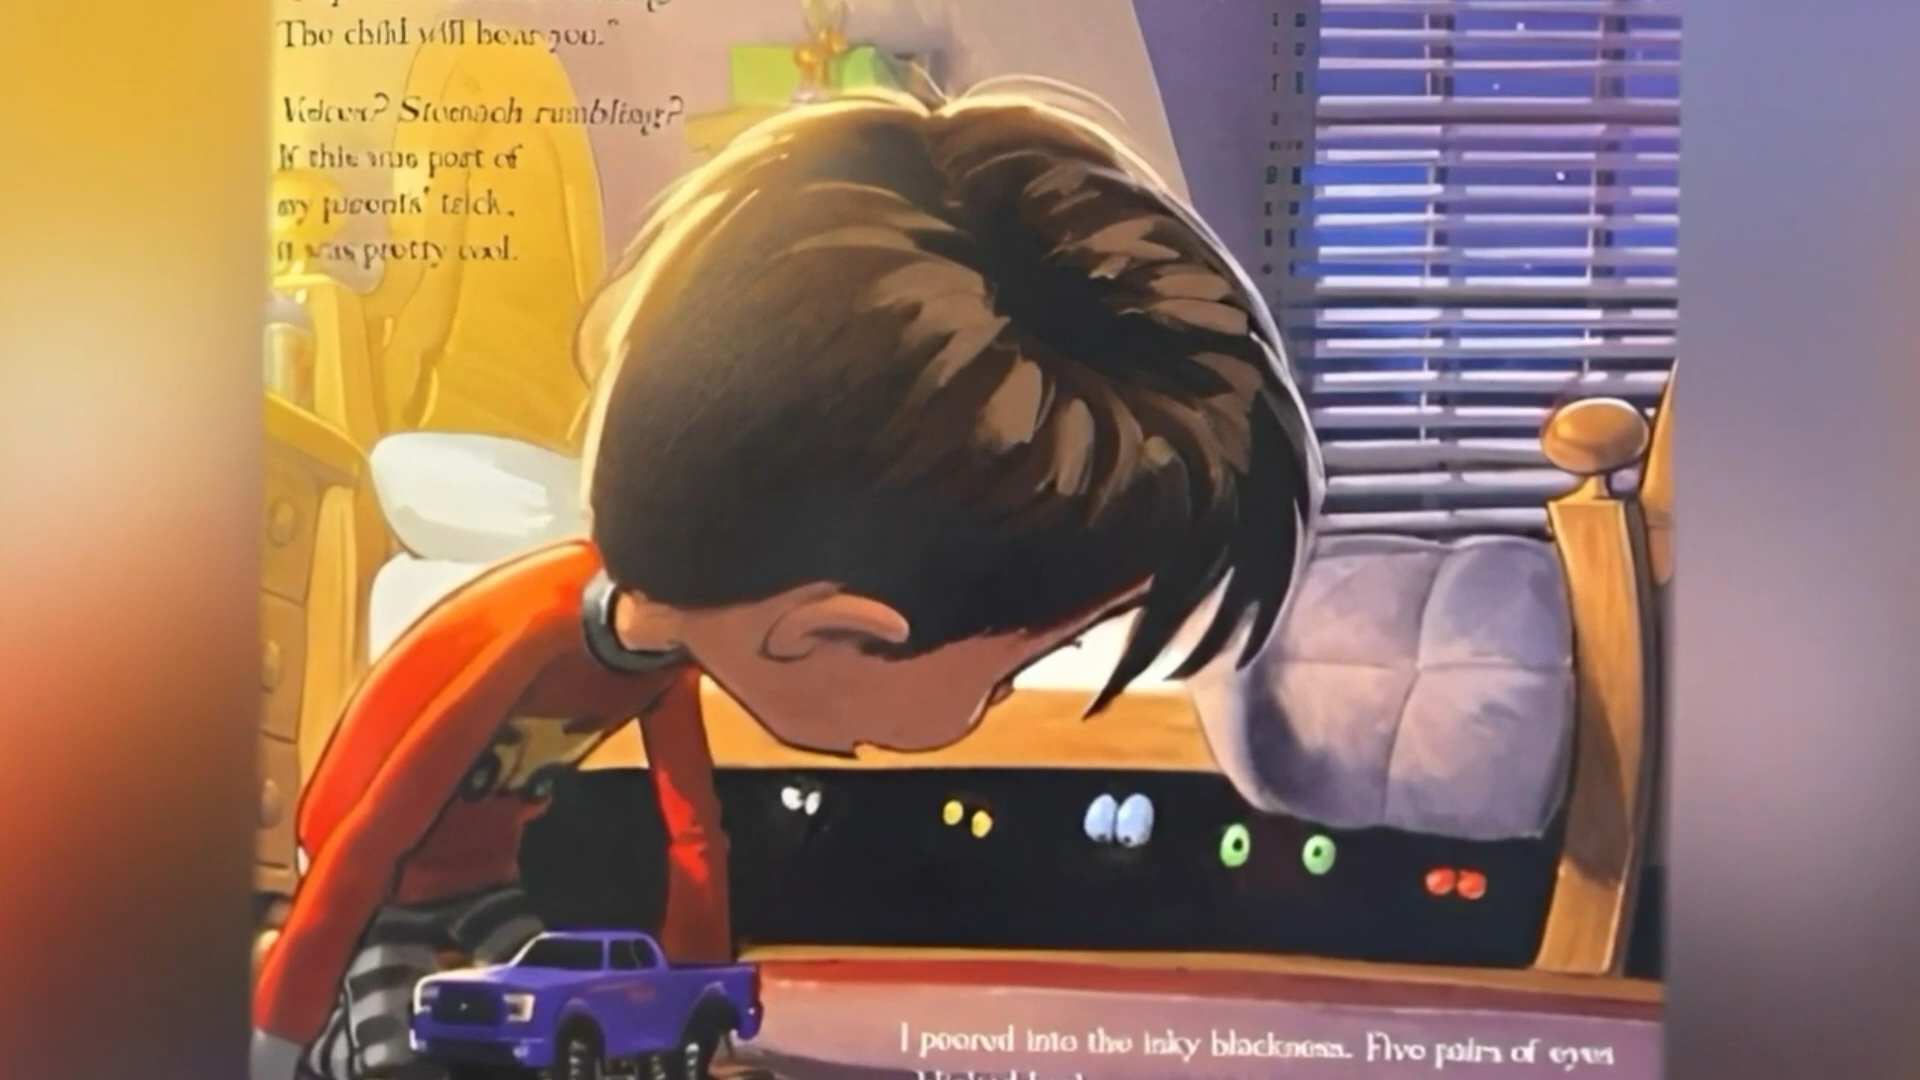 The child will hear you."
Voices? Stomach rumbling?
If this was part of
my parents' trick,
it was pretty cool.
I peered into the inky blackness. Five pairs of eyes